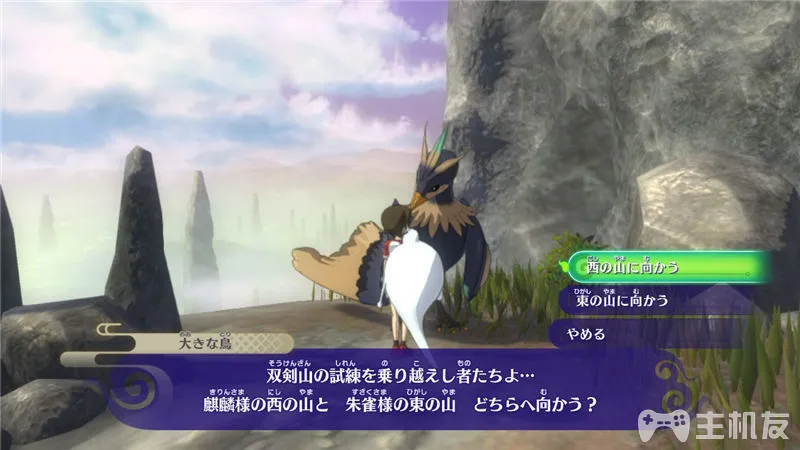 西の山に向かう
東の山に向かう
やめる
大きな鳥
双剣山の試練を乗り越えし者たちよ…
麒麟様の西の山と 朱雀様の東の山 どちらへ向かう?
主机友